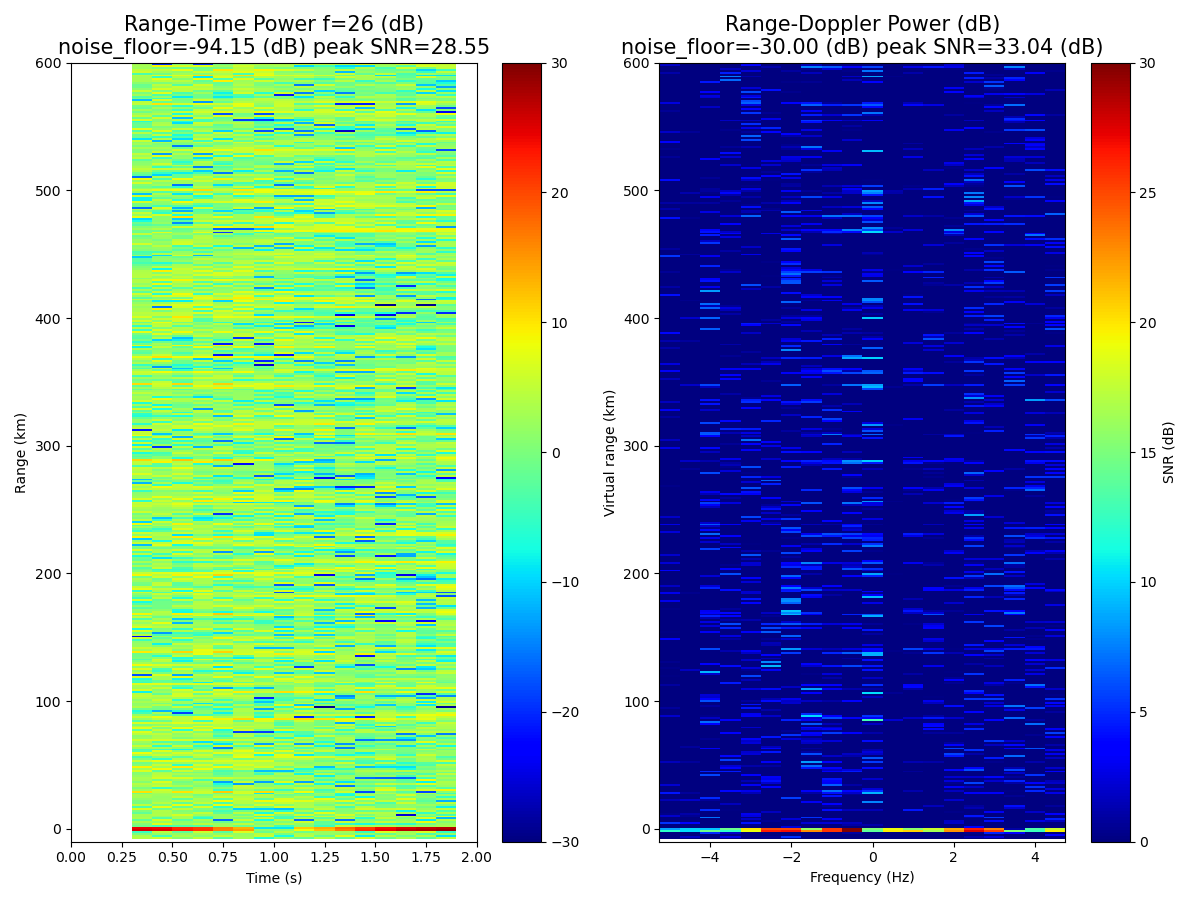 Range-Time Power f=26 (dB)
noise_floor=-94.15 (dB) peak SNR=28.55
Range-Doppler Power (dB)
noise_floor=-30.00 (dB) peak SNR=33.04 (dB)
Range (km)
600
500
400
300
200
100
0
0.00 0.25 0.50 0.75 1.00 1.25 1.50 1.75 2.00
Time (s)
30
20
10
0
−10
−20
−30
Virtual range (km)
600
500
400
300
200
100
0
−4 −2 0 2 4
Frequency (Hz)
30
25
20
15
10
5
0
SNR (dB)